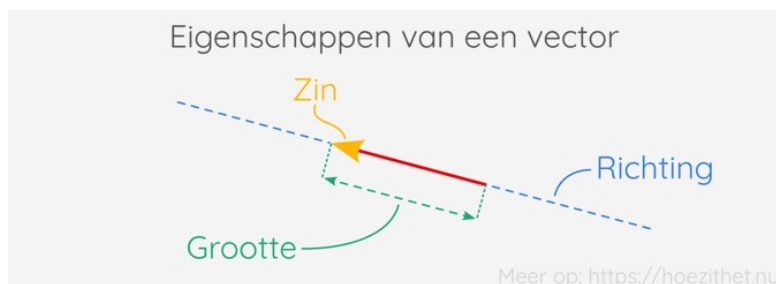 Eigenschappen van een vector
Zin
Richting
Grootte
Meer op: https://hoezithet.nu